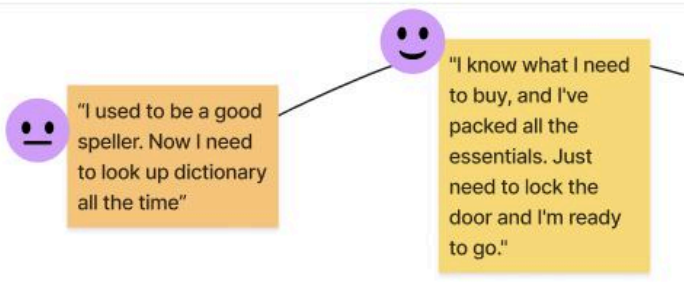 “I used to be a good
speller. Now I need
to look up dictionary
all the time”
"I know what I need
to buy, and I've
packed all the
essentials. Just
need to lock the
door and I'm ready
to go."